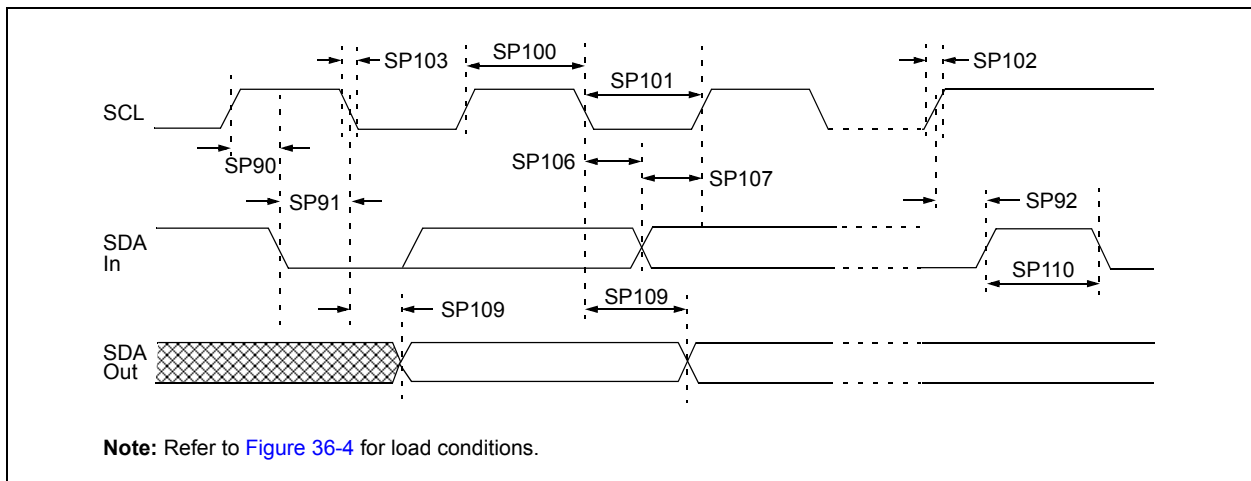 SP103
SP100
SP101
SP102
SCL
SP90
SP106
SP107
SP91
SP92
SDA
In
SP110
SP109
SP109
SDA
Out
Note: Refer to Figure 36-4 for load conditions.